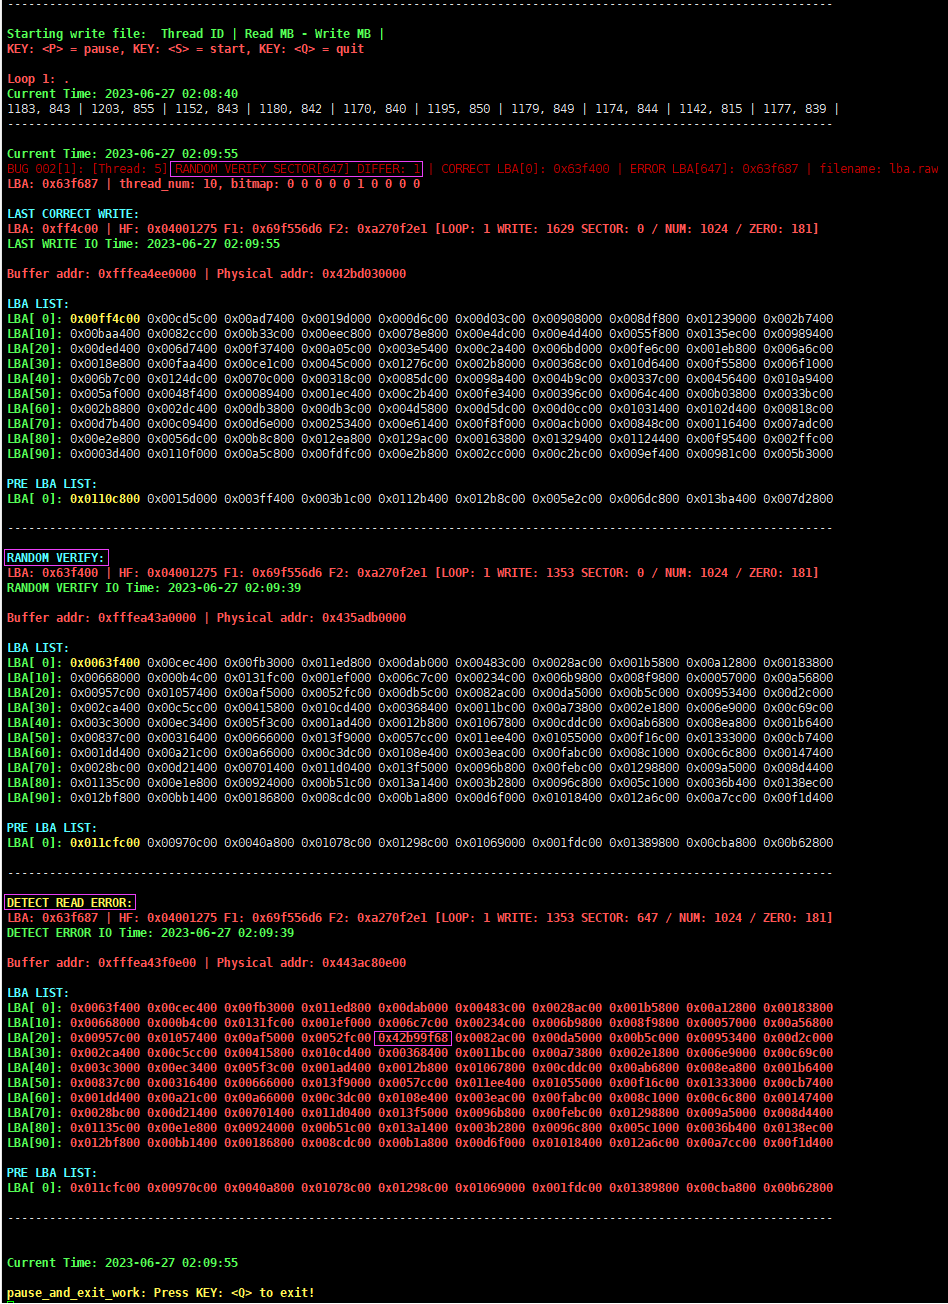 ------------------------------------------------------------------------------------------------------------------
Starting write file:  Thread ID | Read MB - Write MB |
KEY: <P> = pause, KEY: <S> = start, KEY: <Q> = quit
Loop 1: .
Current Time: 2023-06-27 02:08:40
1183, 843 | 1203, 855 | 1152, 843 | 1180, 842 | 1170, 840 | 1195, 850 | 1179, 849 | 1174, 844 | 1142, 815 | 1177, 839 |
------------------------------------------------------------------------------------------------------------------
Current Time: 2023-06-27 02:09:55
BUG 002[1]: [Thread: 5] RANDOM VERIFY SECTOR[647] DIFFER: 1 | CORRECT LBA[0]: 0x63f400 | ERROR LBA[647]: 0x63f687 | filename: lba.raw
LBA: 0x63f687 | thread_num: 10, bitmap: 0 0 0 0 0 1 0 0 0 0
LAST CORRECT WRITE:
LBA: 0xff4c00 | HF: 0x04001275 F1: 0x69f556d6 F2: 0xa270f2e1 [LOOP: 1 WRITE: 1629 SECTOR: 0 / NUM: 1024 / ZERO: 181]
LAST WRITE IO Time: 2023-06-27 02:09:55
Buffer addr: 0xfffea4ee0000 | Physical addr: 0x42bd030000
LBA LIST:
LBA[ 0]: 0x00ff4c00 0x00cd5c00 0x00ad7400 0x0019d000 0x000d6c00 0x00d03c00 0x00908000 0x008df800 0x01239000 0x002b7400
LBA[10]: 0x00baa400 0x0082cc00 0x00b33c00 0x00eec800 0x0078e800 0x00e4dc00 0x00e4d400 0x0055f800 0x0135ec00 0x00989400
LBA[20]: 0x00ded400 0x006d7400 0x00f37400 0x00a05c00 0x003e5400 0x00c2a400 0x006bd000 0x00fe6c00 0x001eb800 0x006a6c00
LBA[30]: 0x0018e800 0x00faa400 0x00ce1c00 0x0045c000 0x01276c00 0x002b8000 0x00368c00 0x010d6400 0x00f55800 0x006f1000
LBA[40]: 0x006b7c00 0x0124dc00 0x0070c000 0x00318c00 0x0085dc00 0x0098a400 0x004b9c00 0x00337c00 0x00456400 0x010a9400
LBA[50]: 0x005af000 0x0048f400 0x00089400 0x001ec400 0x00c2b400 0x00fe3400 0x00396c00 0x0064c400 0x00b03800 0x0033bc00
LBA[60]: 0x002b8800 0x002dc400 0x00db3800 0x00db3c00 0x004d5800 0x00d5dc00 0x00d0cc00 0x01031400 0x0102d400 0x00818c00
LBA[70]: 0x00d7b400 0x00c09400 0x00d6e000 0x00253400 0x00e61400 0x00f8f000 0x00acb000 0x00848c00 0x00116400 0x007adc00
LBA[80]: 0x00e2e800 0x0056dc00 0x00b8c800 0x012ea800 0x0129ac00 0x00163800 0x01329400 0x01124400 0x00f95400 0x002ffc00
LBA[90]: 0x0003d400 0x0110f000 0x00a5c800 0x00fdfc00 0x00e2b800 0x002cc000 0x00c2bc00 0x009ef400 0x00981c00 0x005b3000
PRE LBA LIST:
LBA[ 0]: 0x0110c800 0x0015d000 0x003ff400 0x003b1c00 0x0112b400 0x012b8c00 0x005e2c00 0x006dc800 0x013ba400 0x007d2800
------------------------------------------------------------------------------------------------------------------
RANDOM VERIFY:
LBA: 0x63f400 | HF: 0x04001275 F1: 0x69f556d6 F2: 0xa270f2e1 [LOOP: 1 WRITE: 1353 SECTOR: 0 / NUM: 1024 / ZERO: 181]
RANDOM VERIFY IO Time: 2023-06-27 02:09:39
Buffer addr: 0xfffea43a0000 | Physical addr: 0x435adb0000
LBA LIST:
LBA[ 0]: 0x0063f400 0x00cec400 0x00fb3000 0x011ed800 0x00dab000 0x00483c00 0x0028ac00 0x001b5800 0x00a12800 0x00183800
LBA[10]: 0x00668000 0x000b4c00 0x0131fc00 0x001ef000 0x006c7c00 0x00234c00 0x006b9800 0x008f9800 0x00057000 0x00a56800
LBA[20]: 0x00957c00 0x01057400 0x00af5000 0x0052fc00 0x00db5c00 0x0082ac00 0x00da5000 0x00b5c000 0x00953400 0x00d2c000
LBA[30]: 0x002ca400 0x00c5cc00 0x00415800 0x010cd400 0x00368400 0x0011bc00 0x00a73800 0x002e1800 0x006e9000 0x00c69c00
LBA[40]: 0x003c3000 0x00ec3400 0x005f3c00 0x001ad400 0x0012b800 0x01067800 0x00cddc00 0x00ab6800 0x008ea800 0x001b6400
LBA[50]: 0x00837c00 0x00316400 0x00666000 0x013f9000 0x0057cc00 0x011ee400 0x01055000 0x00f16c00 0x01333000 0x00cb7400
LBA[60]: 0x001dd400 0x00a21c00 0x00a66000 0x00c3dc00 0x0108e400 0x003eac00 0x00fabc00 0x008c1000 0x00c6c800 0x00147400
LBA[70]: 0x0028bc00 0x00d21400 0x00701400 0x011d0400 0x013f5000 0x0096b800 0x00febc00 0x01298800 0x009a5000 0x008d4400
LBA[80]: 0x01135c00 0x00e1e800 0x00924000 0x00b51c00 0x013a1400 0x003b2800 0x0096c800 0x005c1000 0x0036b400 0x0138ec00
LBA[90]: 0x012bf800 0x00bb1400 0x00186800 0x008cdc00 0x00b1a800 0x00d6f000 0x01018400 0x012a6c00 0x00a7cc00 0x00f1d400
PRE LBA LIST:
LBA[ 0]: 0x011cfc00 0x00970c00 0x0040a800 0x01078c00 0x01298c00 0x01069000 0x001fdc00 0x01389800 0x00cba800 0x00b62800
------------------------------------------------------------------------------------------------------------------
DETECT READ ERROR:
LBA: 0x63f687 | HF: 0x04001275 F1: 0x69f556d6 F2: 0xa270f2e1 [LOOP: 1 WRITE: 1353 SECTOR: 647 / NUM: 1024 / ZERO: 181]
DETECT ERROR IO Time: 2023-06-27 02:09:39
Buffer addr: 0xfffea43f0e00 | Physical addr: 0x443ac80e00
LBA LIST:
LBA[ 0]: 0x0063f400 0x00cec400 0x00fb3000 0x011ed800 0x00dab000 0x00483c00 0x0028ac00 0x001b5800 0x00a12800 0x00183800
LBA[10]: 0x00668000 0x000b4c00 0x0131fc00 0x001ef000 0x006c7c00 0x00234c00 0x006b9800 0x008f9800 0x00057000 0x00a56800
LBA[20]: 0x00957c00 0x01057400 0x00af5000 0x0052fc00 0x42b99f68 0x0082ac00 0x00da5000 0x00b5c000 0x00953400 0x00d2c000
LBA[30]: 0x002ca400 0x00c5cc00 0x00415800 0x010cd400 0x00368400 0x0011bc00 0x00a73800 0x002e1800 0x006e9000 0x00c69c00
LBA[40]: 0x003c3000 0x00ec3400 0x005f3c00 0x001ad400 0x0012b800 0x01067800 0x00cddc00 0x00ab6800 0x008ea800 0x001b6400
LBA[50]: 0x00837c00 0x00316400 0x00666000 0x013f9000 0x0057cc00 0x011ee400 0x01055000 0x00f16c00 0x01333000 0x00cb7400
LBA[60]: 0x001dd400 0x00a21c00 0x00a66000 0x00c3dc00 0x0108e400 0x003eac00 0x00fabc00 0x008c1000 0x00c6c800 0x00147400
LBA[70]: 0x0028bc00 0x00d21400 0x00701400 0x011d0400 0x013f5000 0x0096b800 0x00febc00 0x01298800 0x009a5000 0x008d4400
LBA[80]: 0x01135c00 0x00e1e800 0x00924000 0x00b51c00 0x013a1400 0x003b2800 0x0096c800 0x005c1000 0x0036b400 0x0138ec00
LBA[90]: 0x012bf800 0x00bb1400 0x00186800 0x008cdc00 0x00b1a800 0x00d6f000 0x01018400 0x012a6c00 0x00a7cc00 0x00f1d400
PRE LBA LIST:
LBA[ 0]: 0x011cfc00 0x00970c00 0x0040a800 0x01078c00 0x01298c00 0x01069000 0x001fdc00 0x01389800 0x00cba800 0x00b62800
------------------------------------------------------------------------------------------------------------------
Current Time: 2023-06-27 02:09:55
pause_and_exit_work: Press KEY: <Q> to exit!